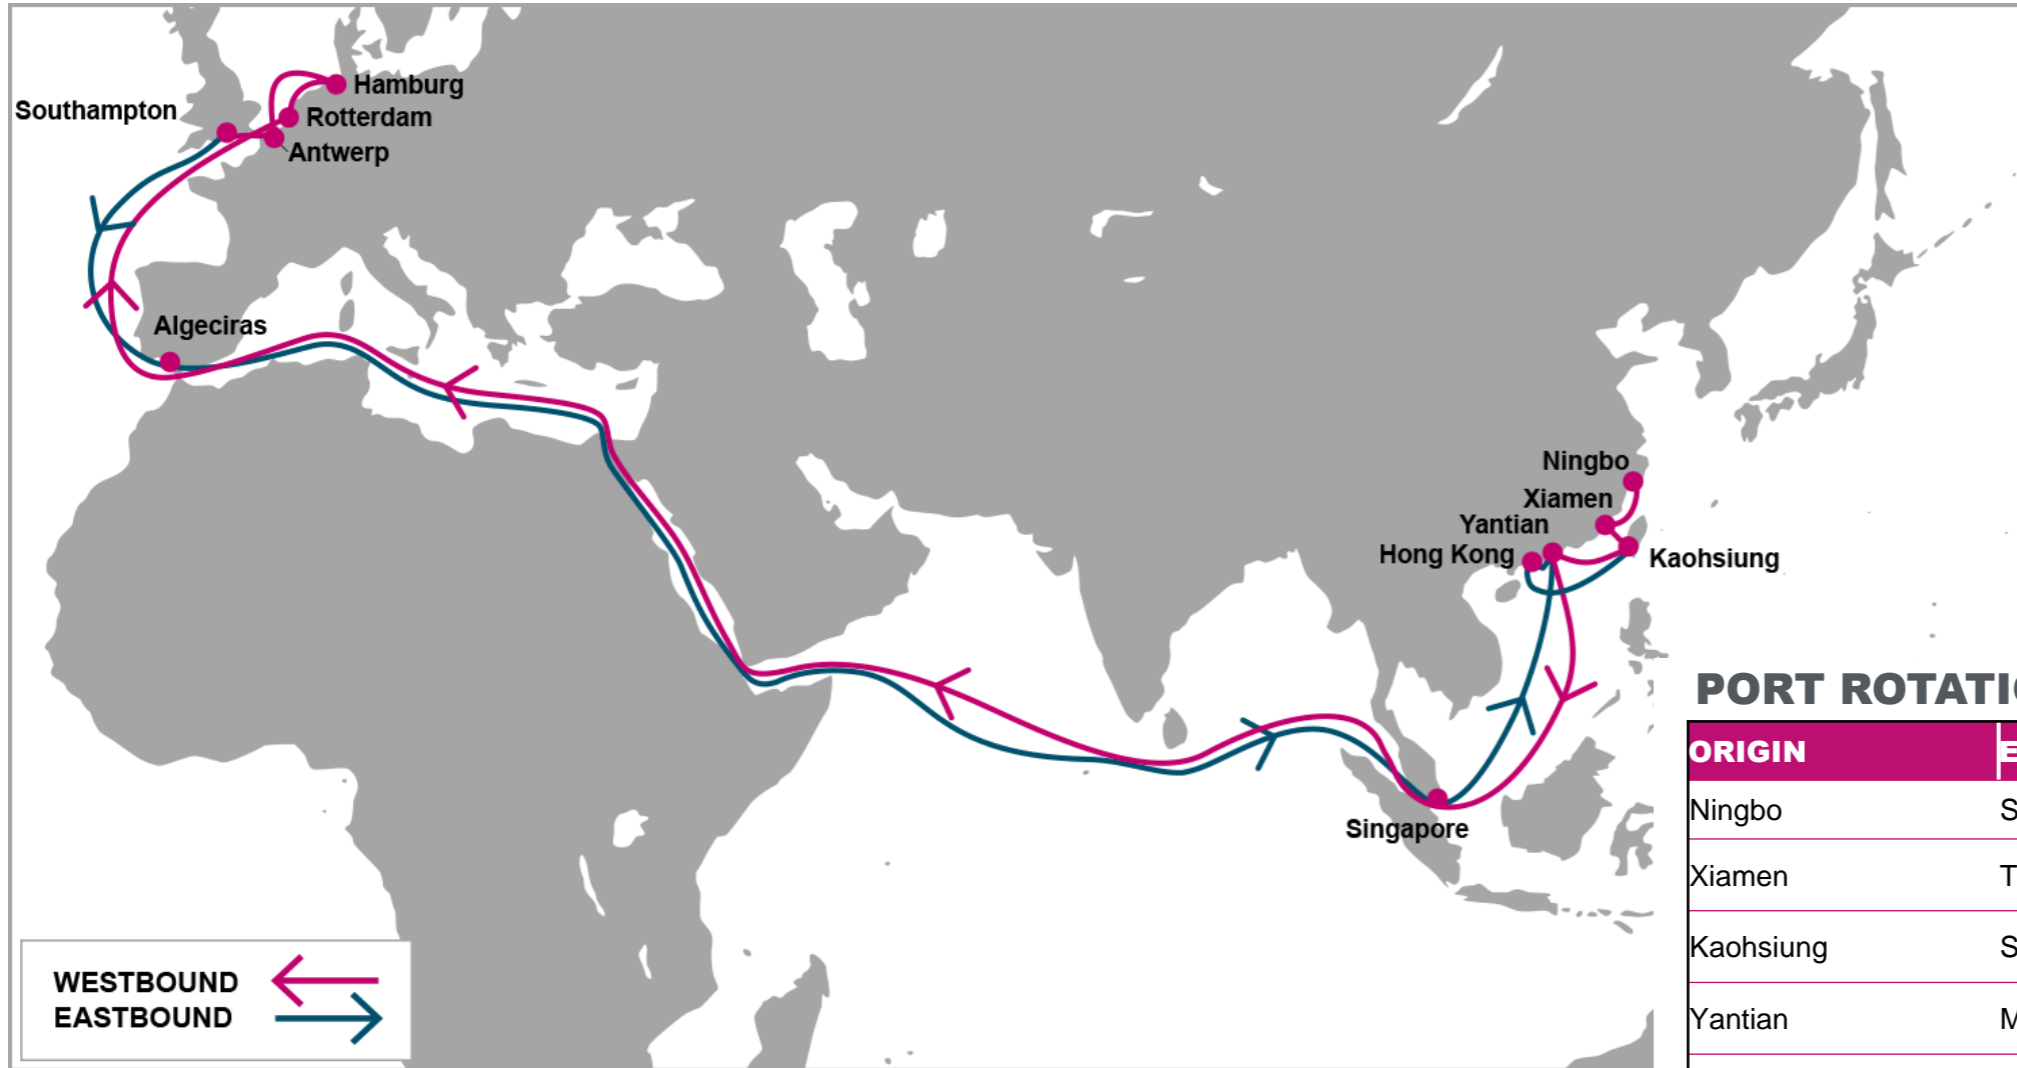 Hamburg
Southampton
Rotterdam
Antwerp
Algeciras
Ningbo
Xiamen
Yantian
Hong Kong
Kaohsiung
Singapore
WESTBOUND
EASTBOUND
PORT
ORIGIN
Ningbo
Xiamen
Kaohsiung
Yantian